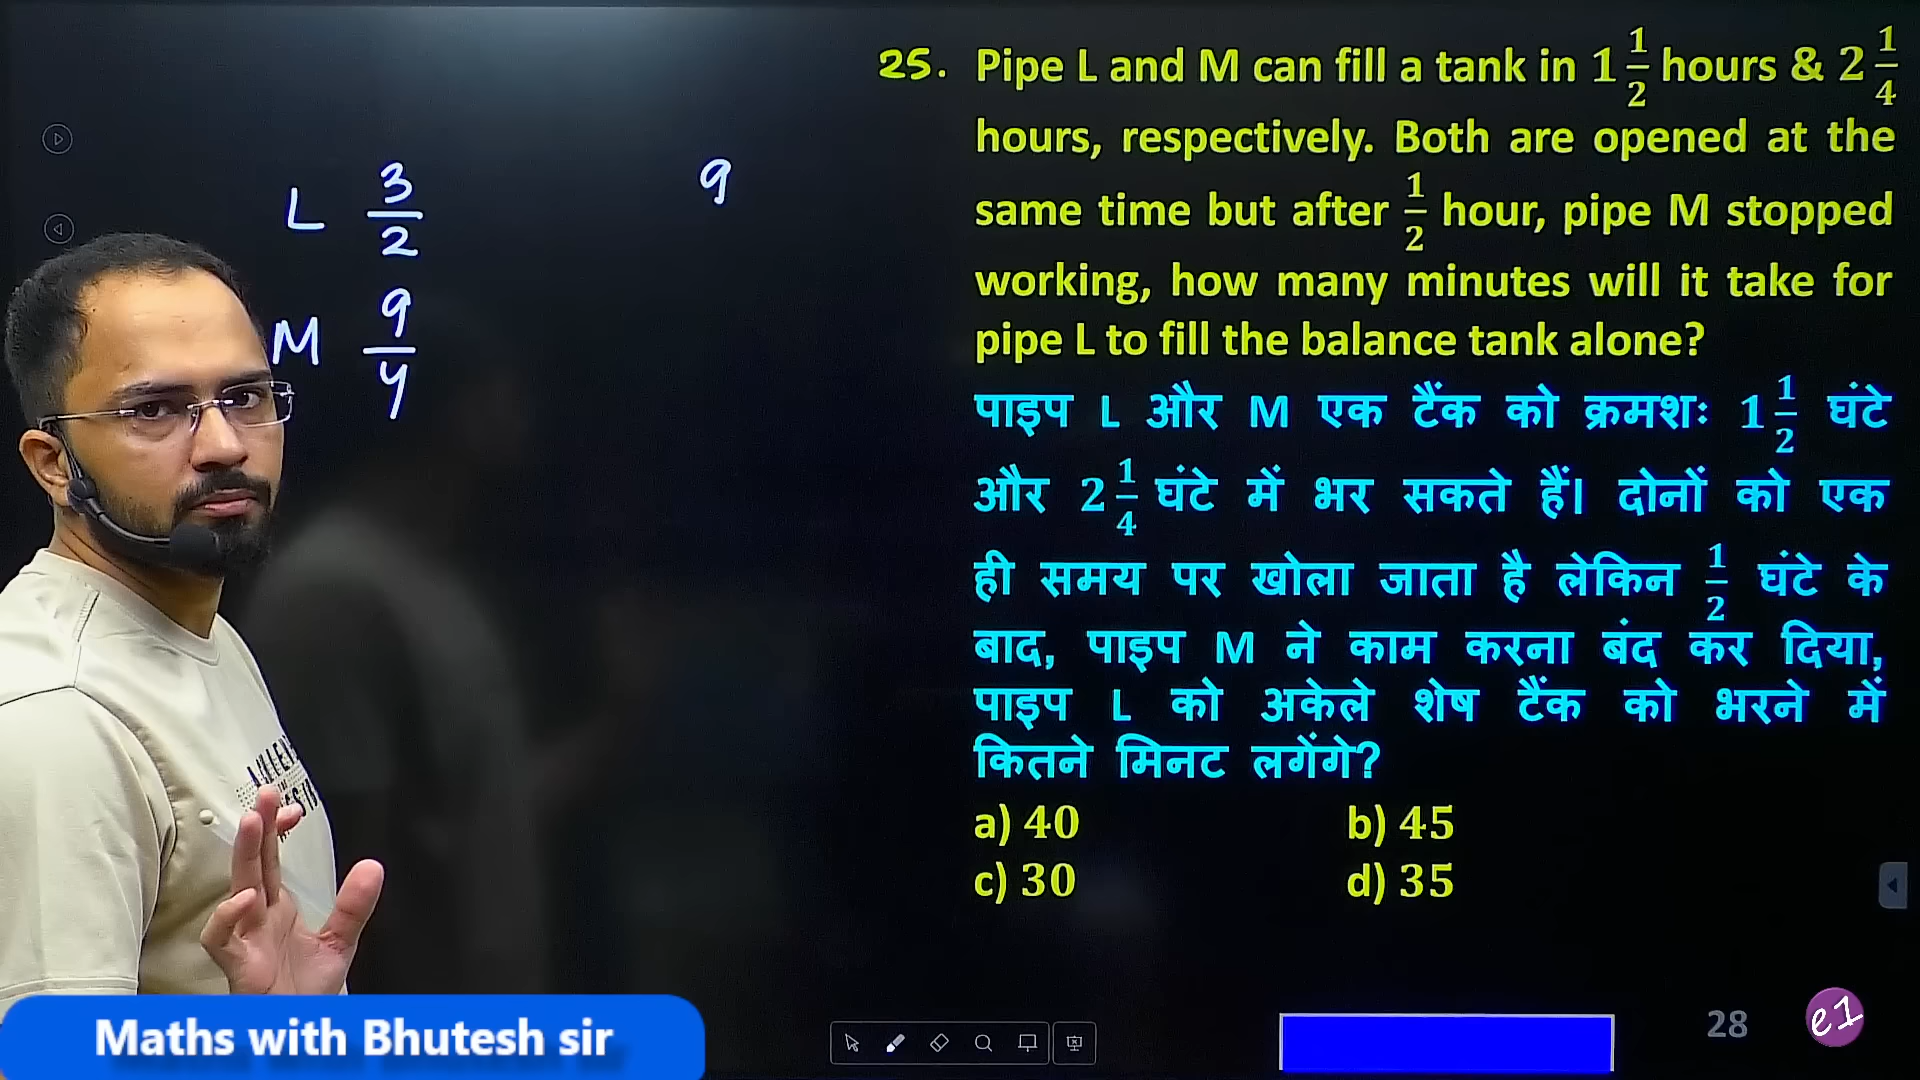 L 3/2
M 9/4
9
25. Pipe L and M can fill a tank in 1 1/2 hours & 2 1/4
hours, respectively. Both are opened at the
same time but after 1/2 hour, pipe M stopped
working, how many minutes will it take for
pipe L to fill the balance tank alone?
पाइप L और M एक टैंक को क्रमशः 1 1/2 घंटे
और 2 1/4 घंटे में भर सकते हैं। दोनों को एक
ही समय पर खोला जाता है लेकिन 1/2 घंटे के
बाद, पाइप M ने काम करना बंद कर दिया,
पाइप L को अकेले शेष टैंक को भरने में
कितने मिनट लगेंगे?
a) 40 b) 45
c) 30 d) 35
Maths with Bhutesh sir
28
e1